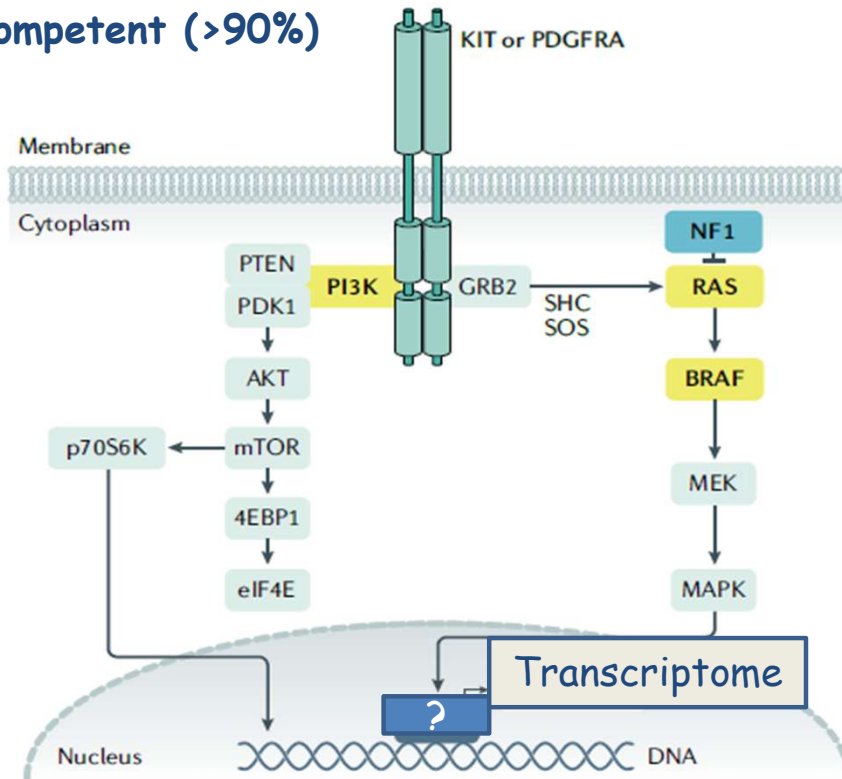 ompetent (>90%)
KIT or PDGFRA
Membrane
Cytoplasm
NF1
PTEN
PI3K
GRB2
RAS
PDK1
SHC
SOS
AKT
BRAF
p70S6K
mTOR
MEK
4EBP1
eIF4E
MAPK
Transcriptome
?
Nucleus
DNA